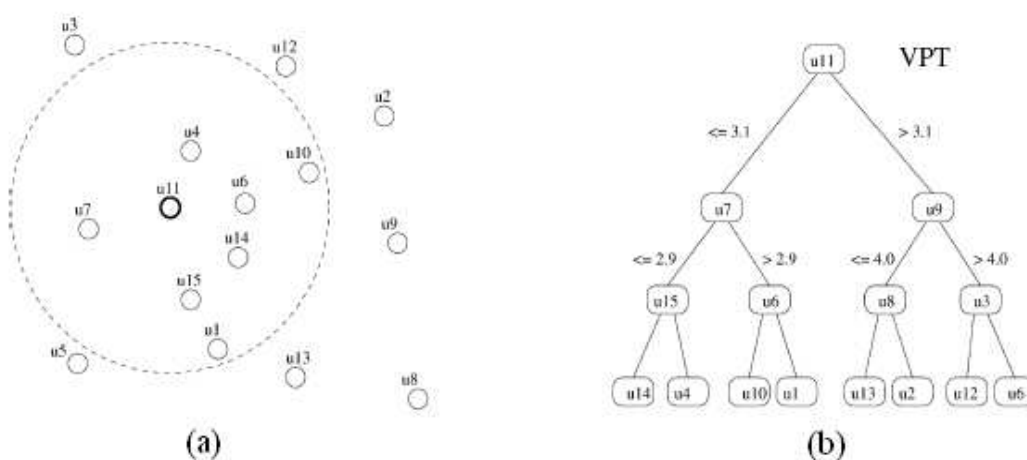 u3
u12
u2
u4
u10
u11
u6
u7
u9
u14
u15
u1
u5
u13
u8
(a)
u11
VPT
<= 3.1
> 3.1
u7
u9
<= 2.9
> 2.9
<= 4.0
> 4.0
u15
u6
u8
u3
u14
u4
u10
u1
u13
u2
u12
u6
(b)